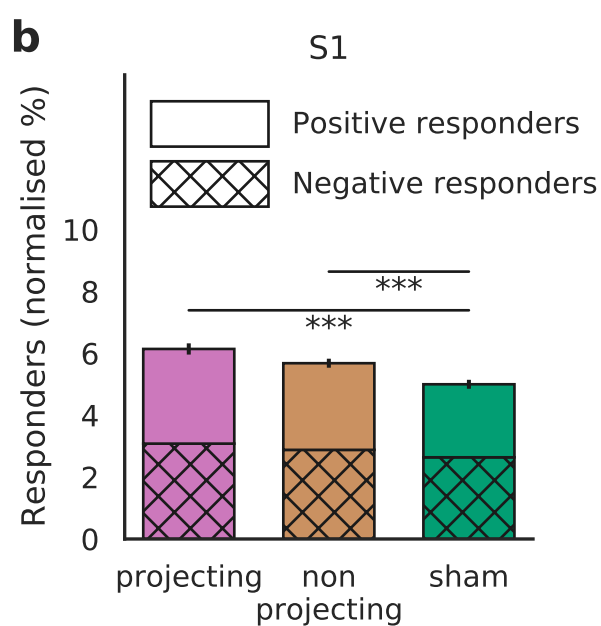 b
S1
Positive responders
Negative responders
Responders (normalised %)
10
8
6
4
2
0
***
***
projecting
non
projecting
sham